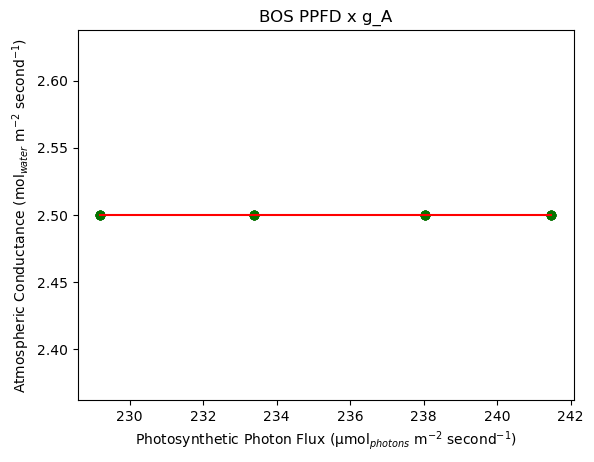 BOS PPFD x g_A
Atmospheric Conductance (mol_water m⁻² second⁻¹)
2.60
2.55
2.50
2.45
2.40
230 232 234 236 238 240 242
Photosynthetic Photon Flux (μmol_photons m⁻² second⁻¹)